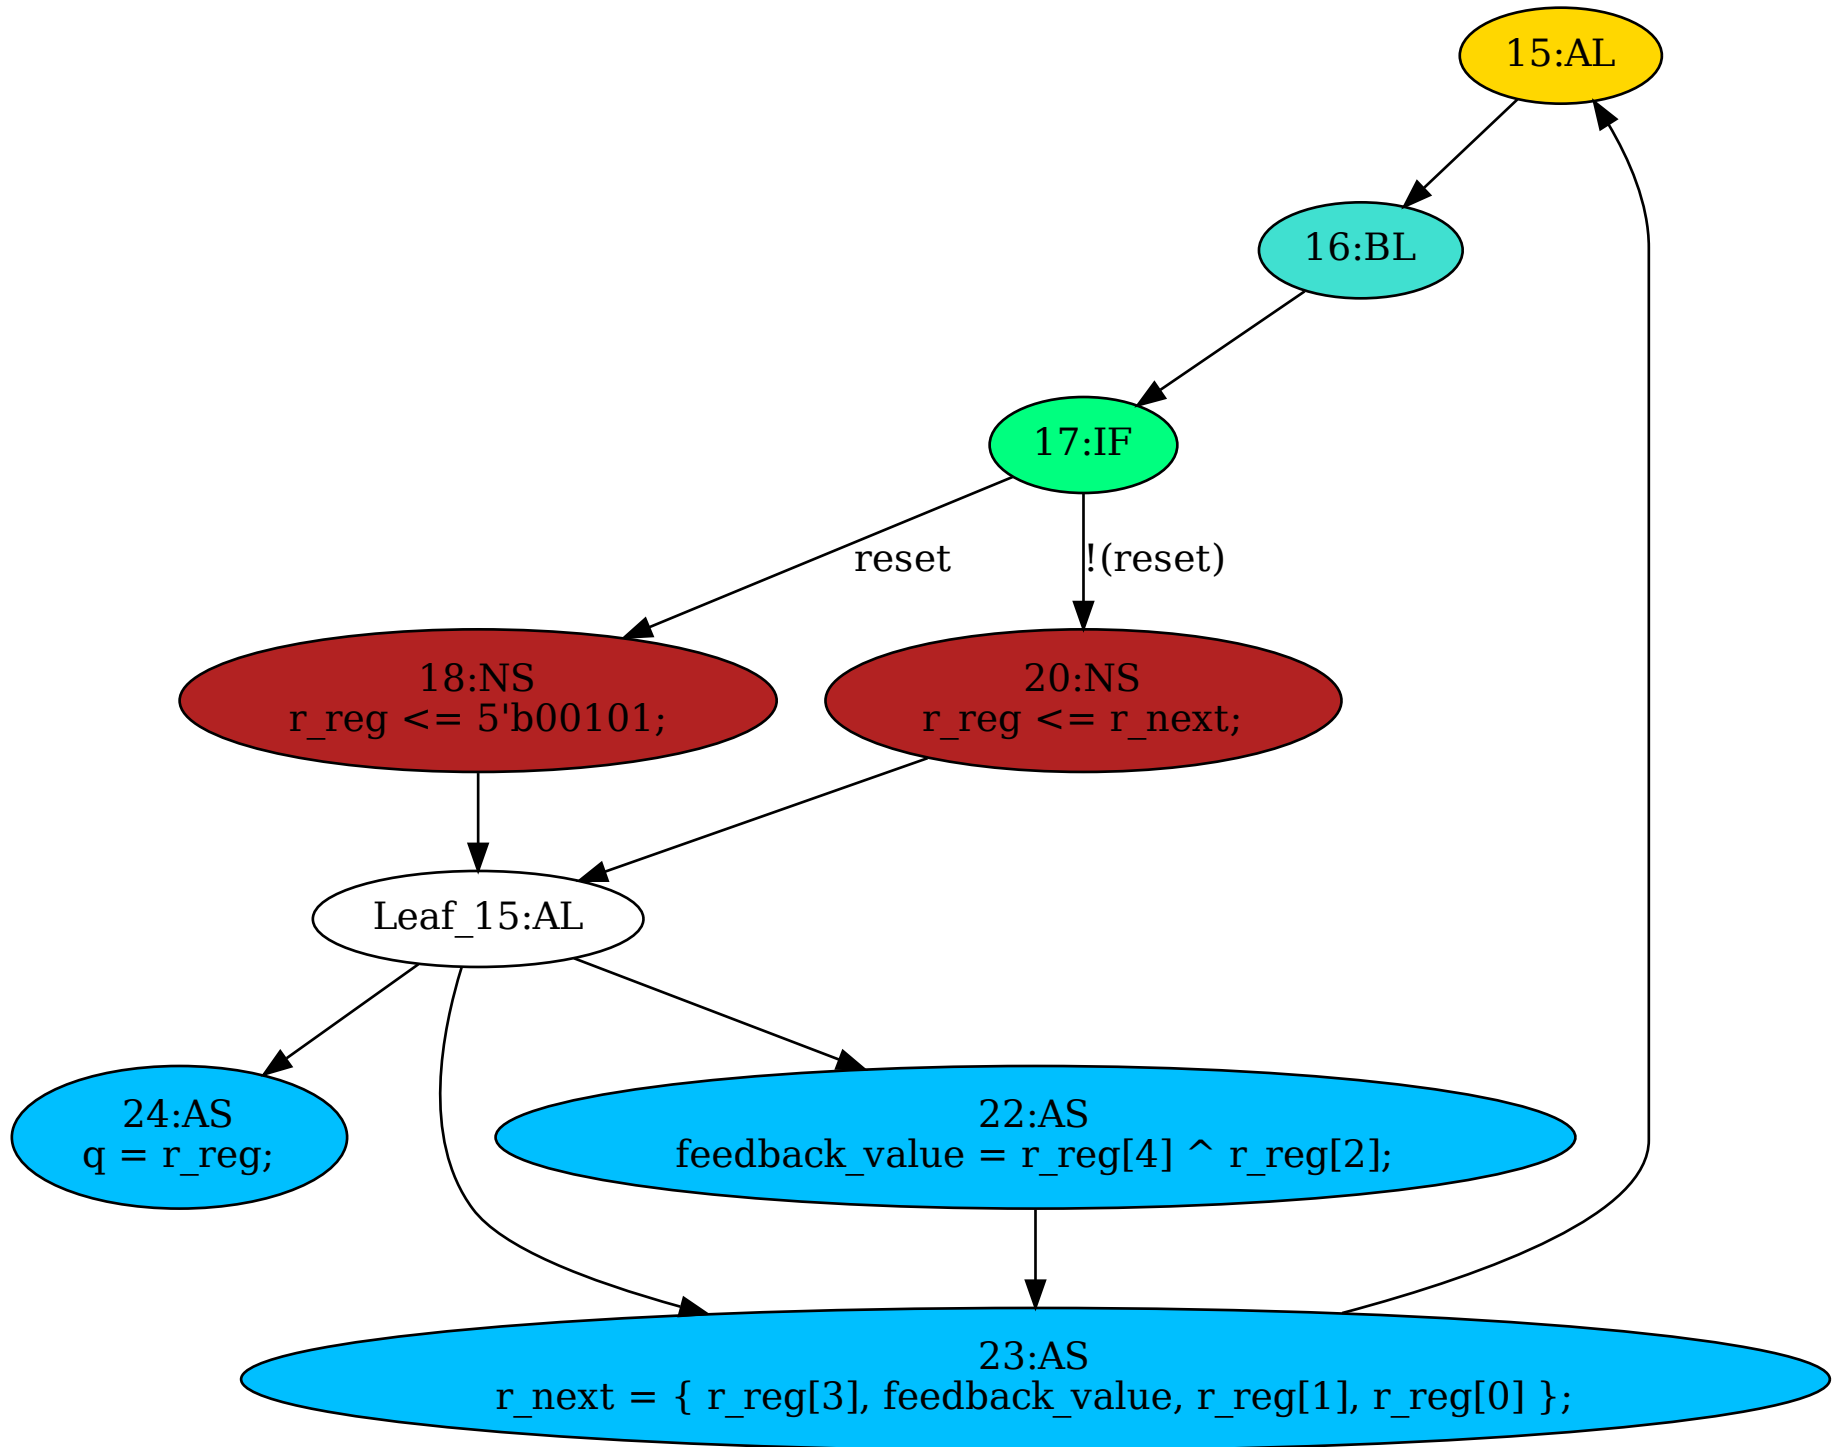 15:AL
16:BL
17:IF
reset
!(reset)
18:NS
r_reg <= 5'b00101;
20:NS
r_reg <= r_next;
Leaf_15:AL
24:AS
q = r_reg;
22:AS
feedback_value = r_reg[4] ^ r_reg[2];
23:AS
r_next = { r_reg[3], feedback_value, r_reg[1], r_reg[0] };